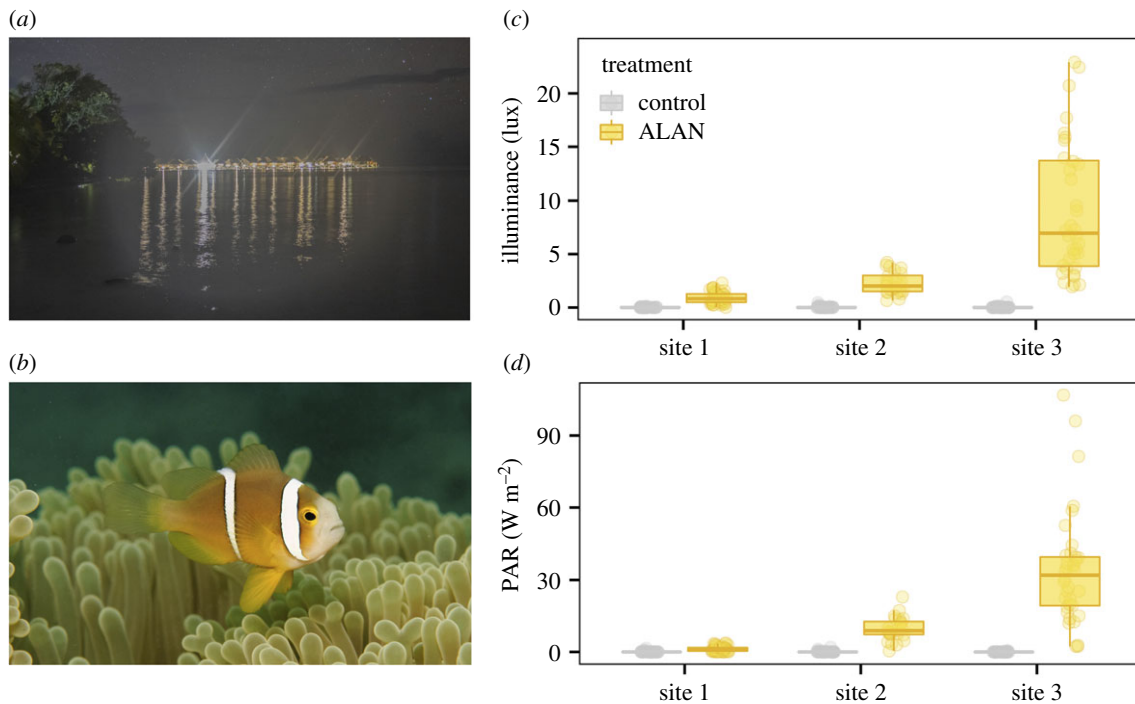 (a)
(b)
(c)
illuminance (lux)
20
15
10
5
0
treatment
control
ALAN
site 1
site 2
site 3
(d)
PAR (W m−2)
90
60
30
0
site 1
site 2
site 3